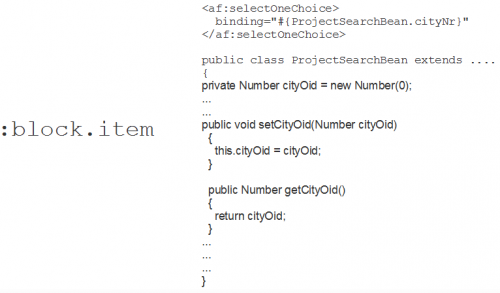 :block.item
<af:selectOneChoice>
binding="#{ProjectSearchBean.cityNr}"
</af:selectOneChoice>
public class ProjectSearchBean extends ....
{
private Number cityOid = new Number(0);
...
...
public void setCityOid(Number cityOid)
{
this.cityOid = cityOid;
}
public Number getCityOid()
{
return cityOid;
}
...
...
...
}